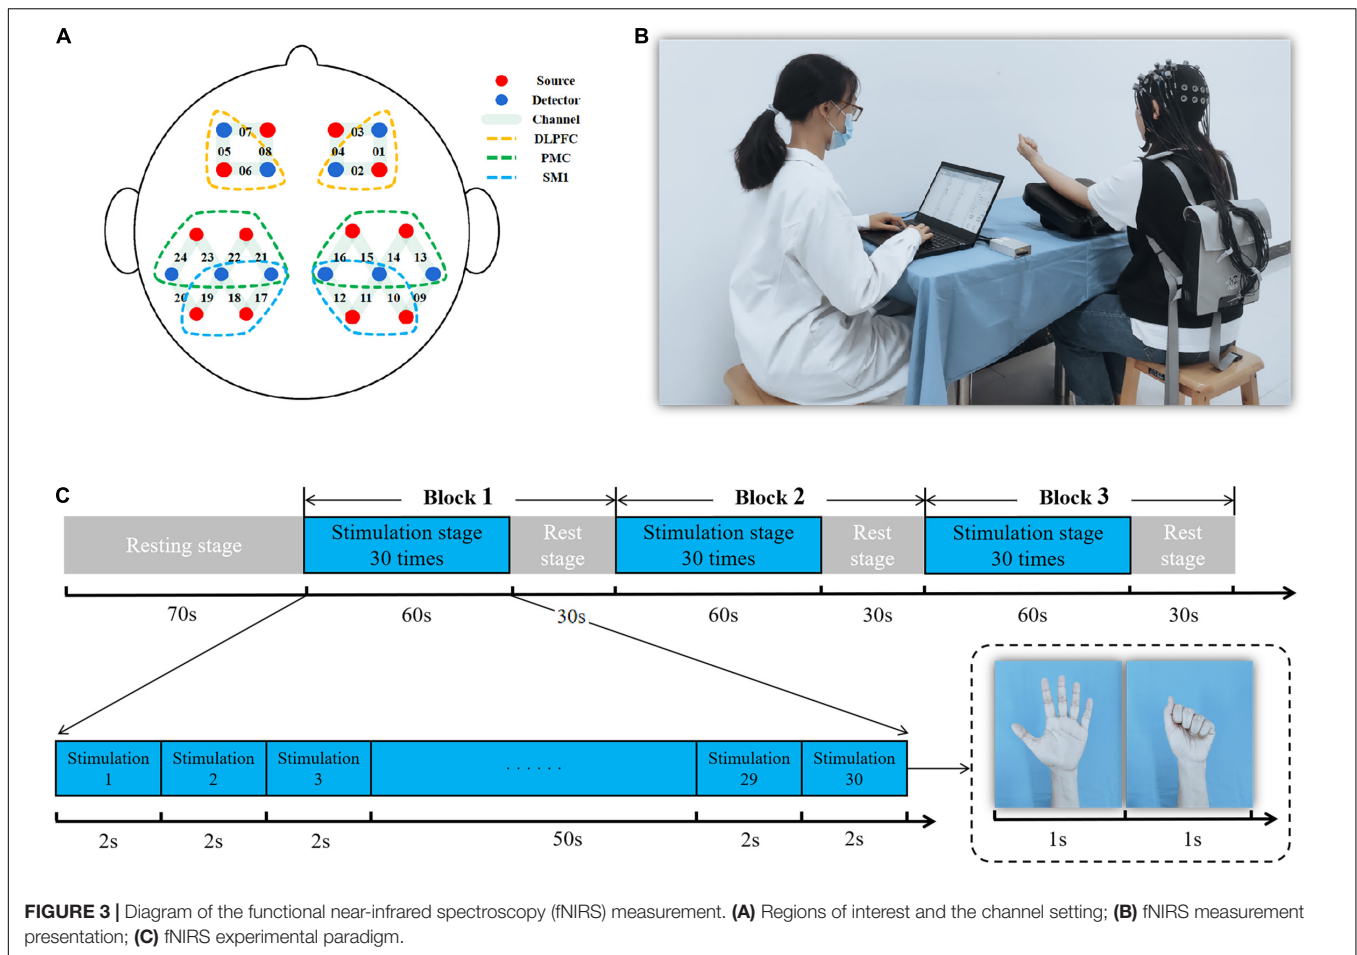 A
B
Source
Detector
Channel
DLPFC
PMC
SM1
07
03
05
08
04
01
06
02
24
23
22
21
16
15
14
13
20
19
18
17
12
11
10
09
C
Block 1
Block 2
Block 3
Resting stage
Stimulation stage
30 times
Rest
stage
Stimulation stage
30 times
Rest
stage
Stimulation stage
30 times
Rest
stage
70s
60s
30s
60s
30s
60s
30s
Stimulation
1
Stimulation
2
Stimulation
3
. . . . . .
Stimulation
29
Stimulation
30
2s
2s
2s
50s
2s
2s
1s
1s
FIGURE 3 | Diagram of the functional near-infrared spectroscopy (fNIRS) measurement. (A) Regions of interest and the channel setting; (B) fNIRS measurement
presentation; (C) fNIRS experimental paradigm.